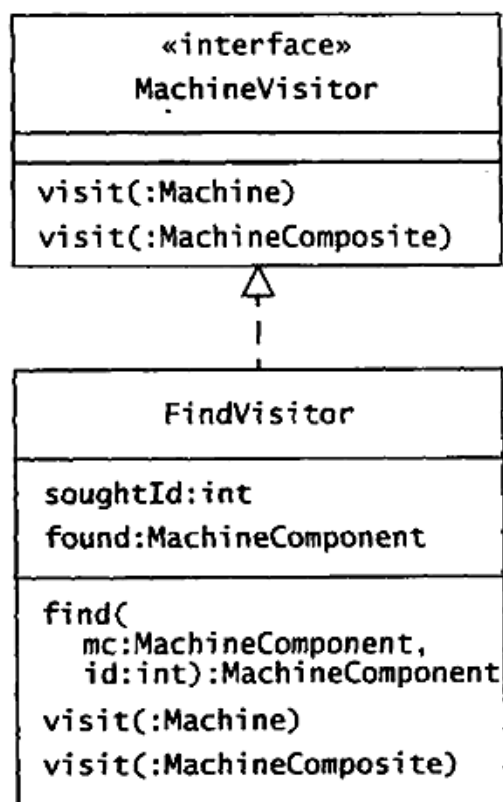 «interface»
MachineVisitor
visit(:Machine)
visit(:MachineComposite)
FindVisitor
soughtId:int
found:MachineComponent
find(
mc:MachineComponent,
id:int):MachineComponent
visit(:Machine)
visit(:MachineComposite)